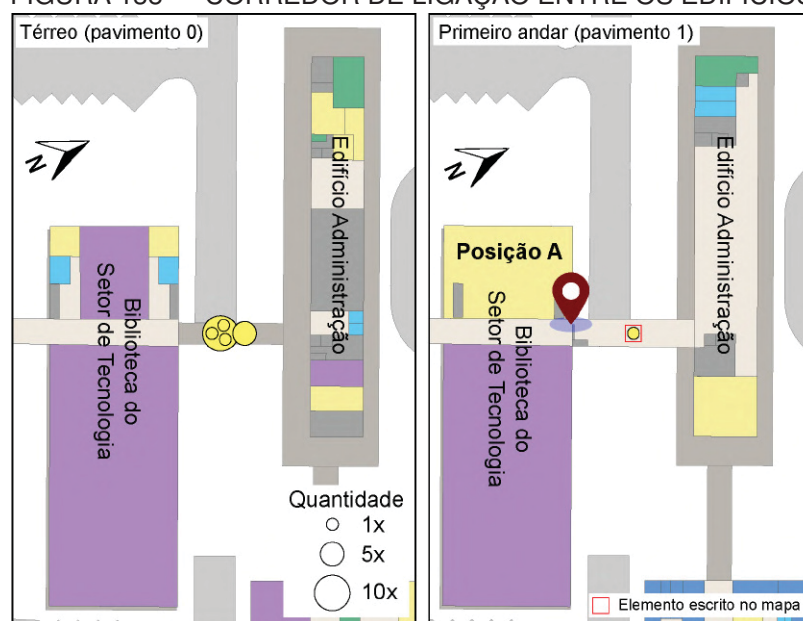 Térreo (pavimento 0)
N
Edifício Administração
Biblioteca do
Setor de Tecnologia
Quantidade
1x
5x
10x
Primeiro andar (pavimento 1)
N
Edifício Administração
Posição A
Biblioteca do
Setor de Tecnologia
Elemento escrito no mapa